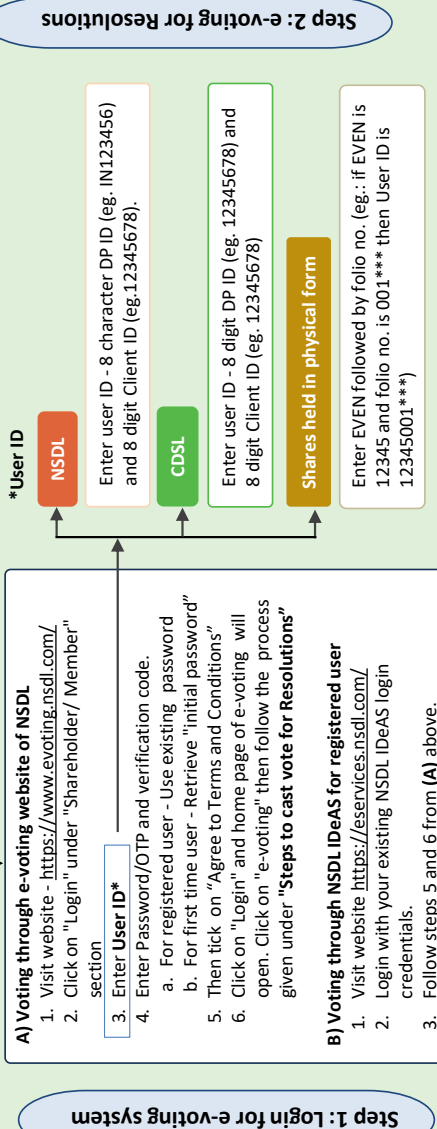 Step 1: Login for e-voting system
A) Voting through e-voting website of NSDL
1. Visit website - https://www.evoting.nsdl.com/
2. Click on "Login" under "Shareholder/ Member"
section
3. Enter User ID*
4. Enter Password/OTP and verification code.
a. For registered user - Use existing password
b. For first time user - Retrieve "initial password”
5. Then tick on “Agree to Terms and Conditions”
6. Click on "Login" and home page of e-voting will
open. Click on "e-voting" then follow the process
given under "Steps to cast vote for Resolutions”
B) Voting through NSDL IDeAS for registered user
1. Visit website https://eservices.nsdl.com/
2. Login with your existing NSDL IDeAS login
credentials.
3. Follow steps 5 and 6 from (A) above.
*User ID
NSDL
Enter user ID - 8 character DP ID (eg. IN123456)
and 8 digit Client ID (eg.12345678).
CDSL
Enter user ID - 8 digit DP ID (eg. 12345678) and
8 digit Client ID (eg. 12345678)
Shares held in physical form
Enter EVEN followed by folio no. (eg.: if EVEN is
12345 and folio no. is 001*** then User ID is
12345001***)
Step 2: e-voting for Resolutions